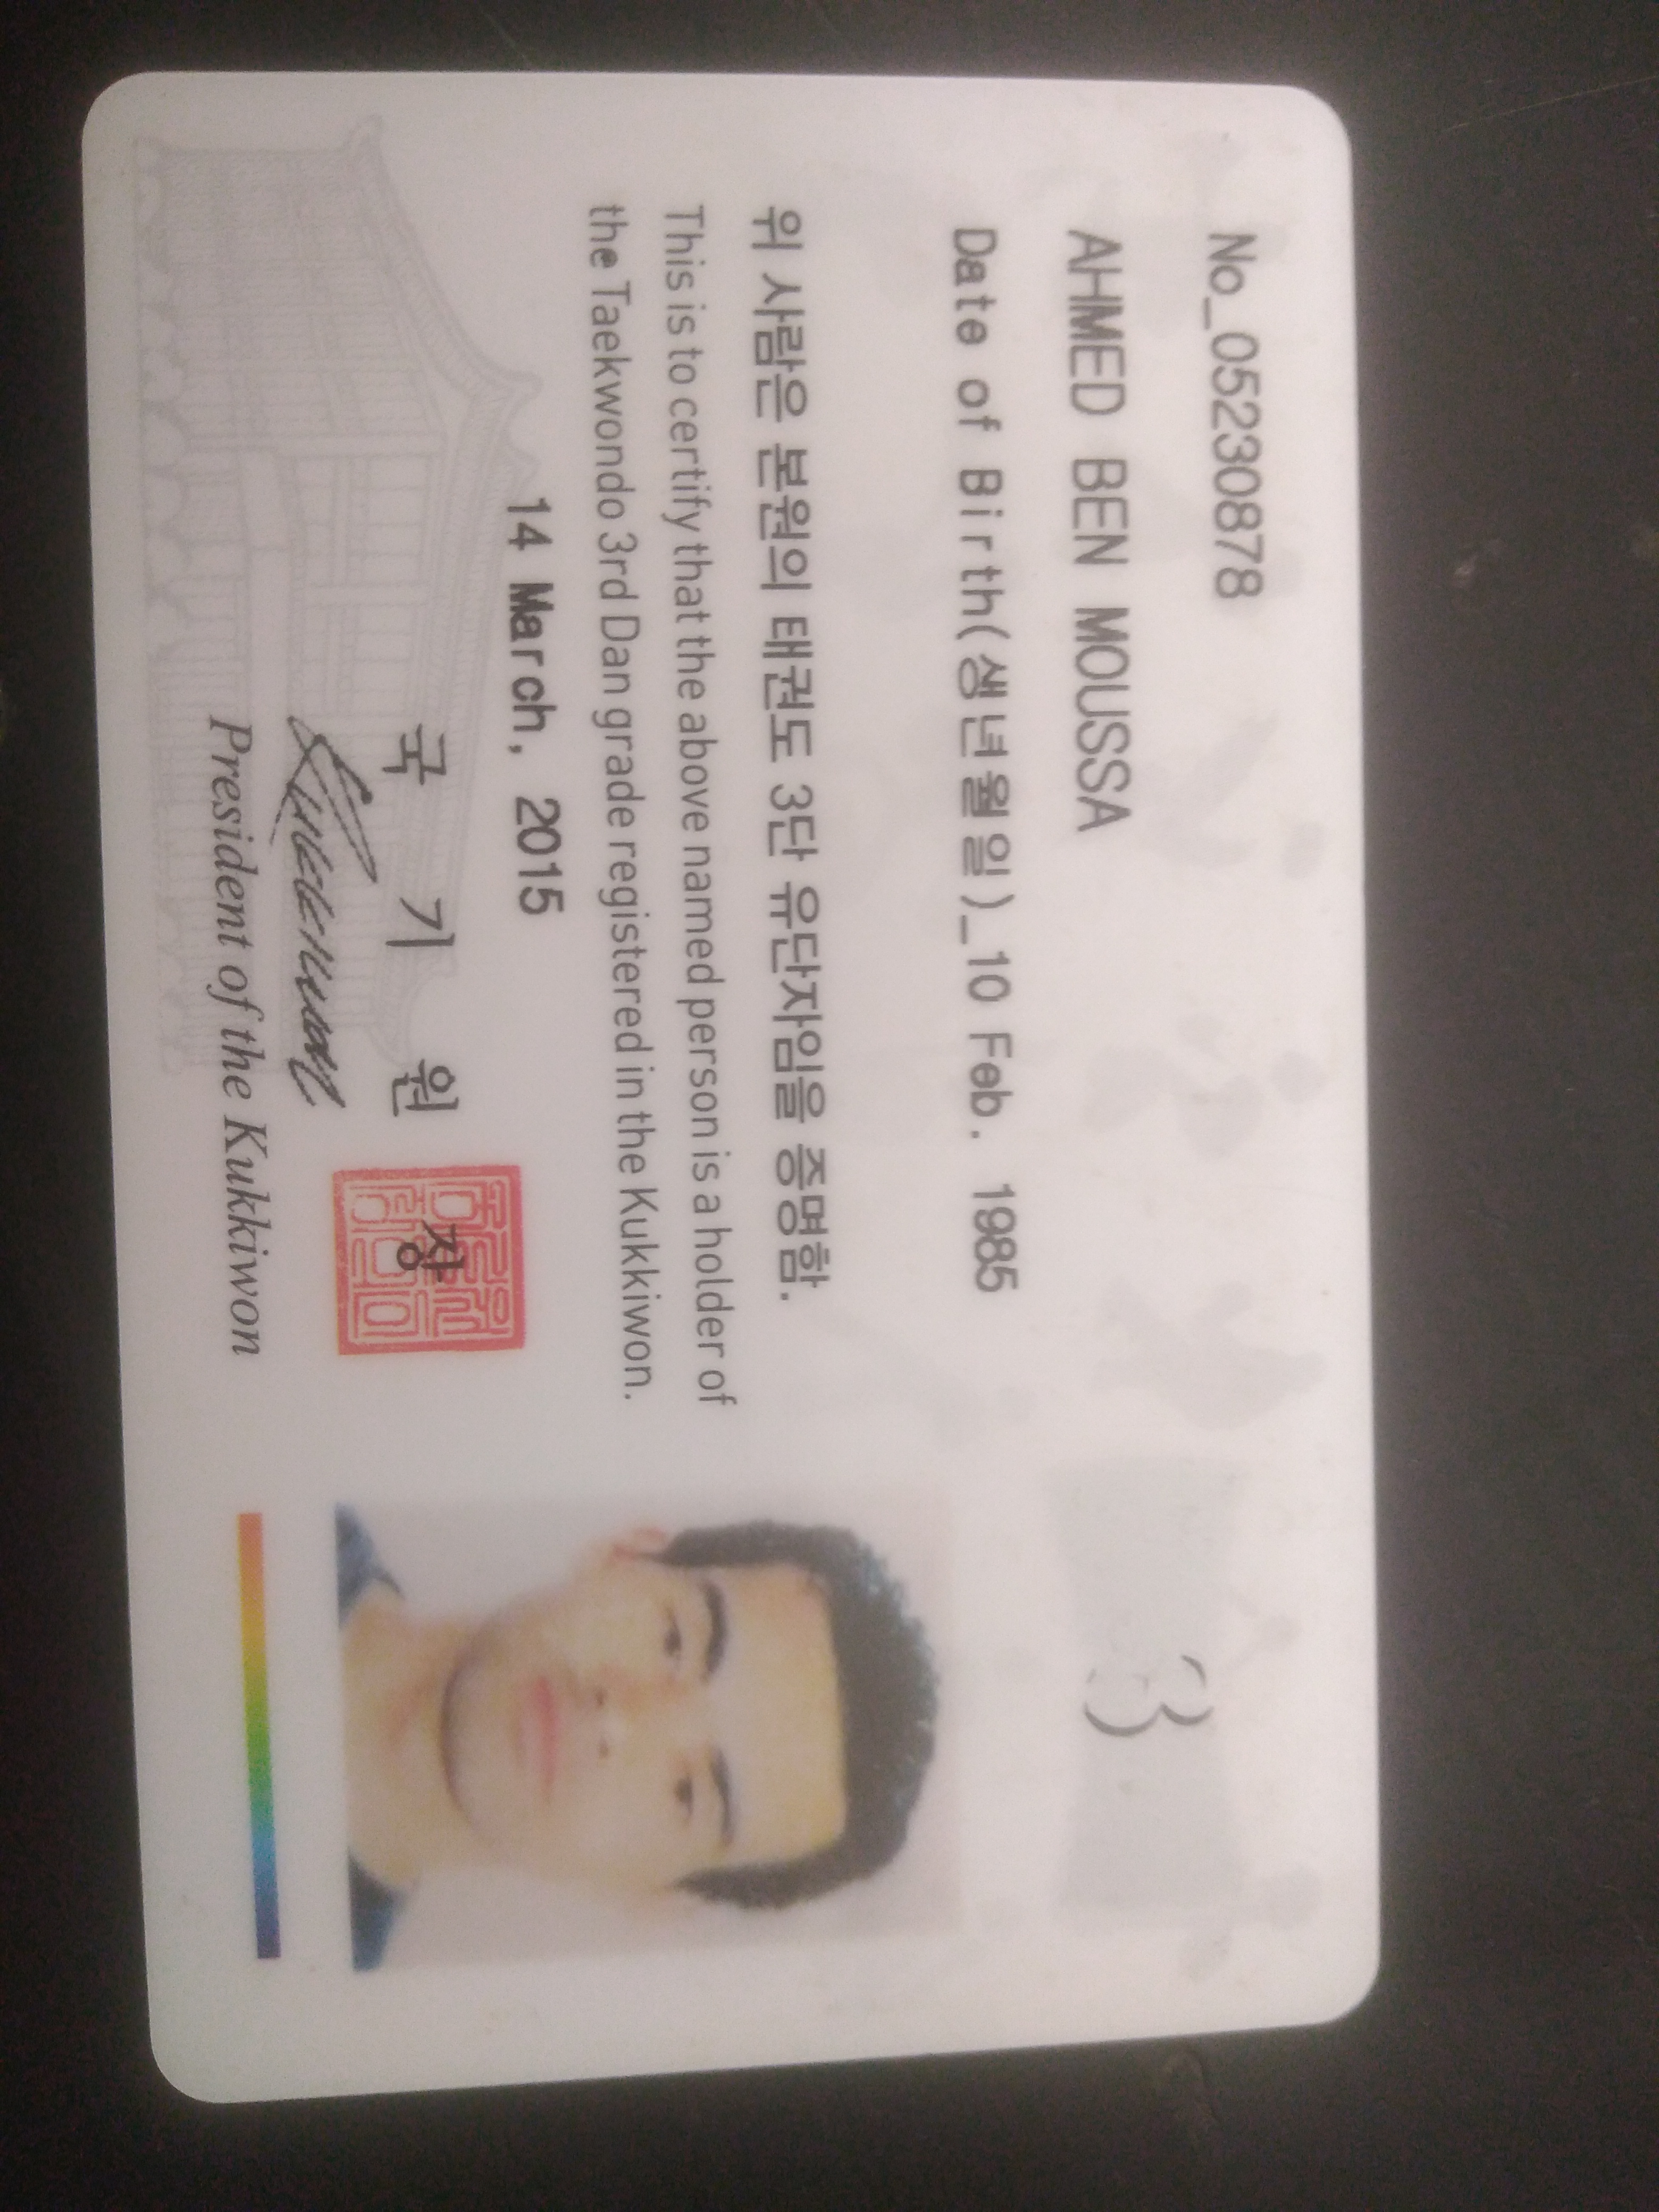 No_05230878
3
AHMED BEN MOUSSA
Date of Birth(생년월일)_10 Feb. 1985
위 사람은 본원의 태권도 3단 유단자임을 증명함.
This is to certify that the above named person is a holder of
the Taekwondo 3rd Dan grade registered in the Kukkiwon.
14 March, 2015
국 기 원 장
President of the Kukkiwon